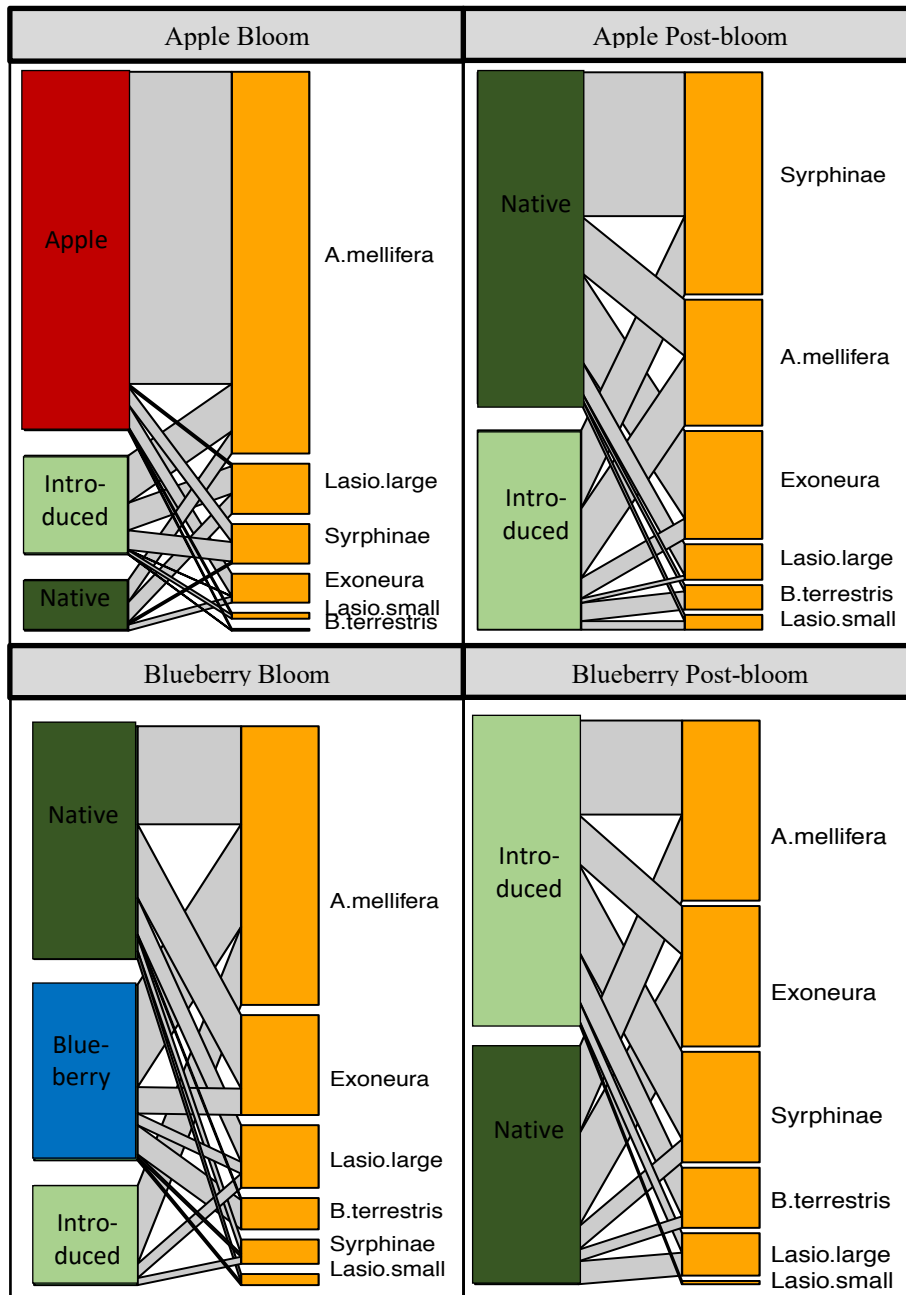 Apple Bloom
Apple Post-bloom
Apple
Intro-
duced
Native
A.mellifera
Lasio.large
Syrphinae
Exoneura
Lasio.small
B.terrestris
Native
Intro-
duced
Syrphinae
A.mellifera
Exoneura
Lasio.large
B.terrestris
Lasio.small
Blueberry Bloom
Blueberry Post-bloom
Native
Blue-
berry
Intro-
duced
A.mellifera
Exoneura
Lasio.large
B.terrestris
Syrphinae
Lasio.small
Intro-
duced
Native
A.mellifera
Exoneura
Syrphinae
B.terrestris
Lasio.large
Lasio.small